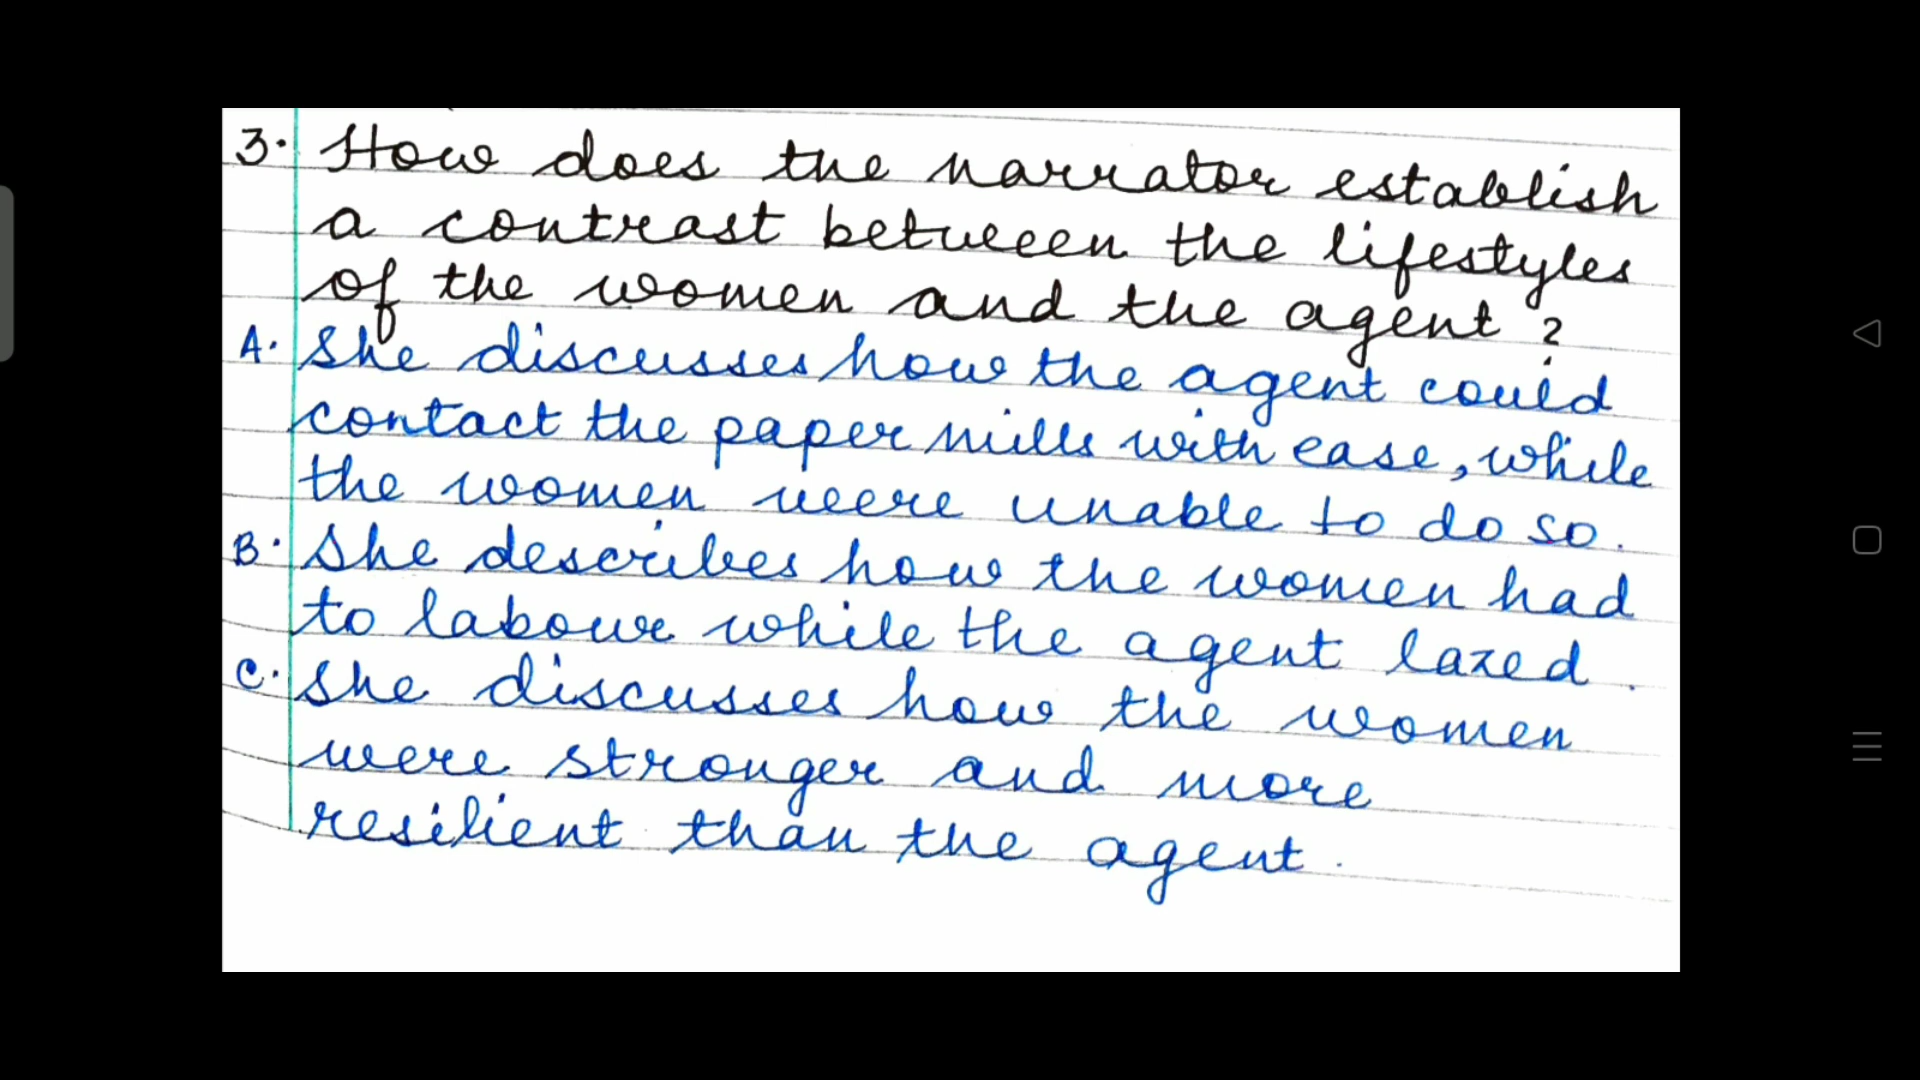 3. How does the narrator establish
a contrast between the lifestyles
of the women and the agent ?
A. She discusses how the agent could
contact the paper mills with ease, while
the women were unable to do so.
B. She describes how the women had
to labour while the agent lazed.
C. She discusses how the women
were stronger and more
resilient than the agent.